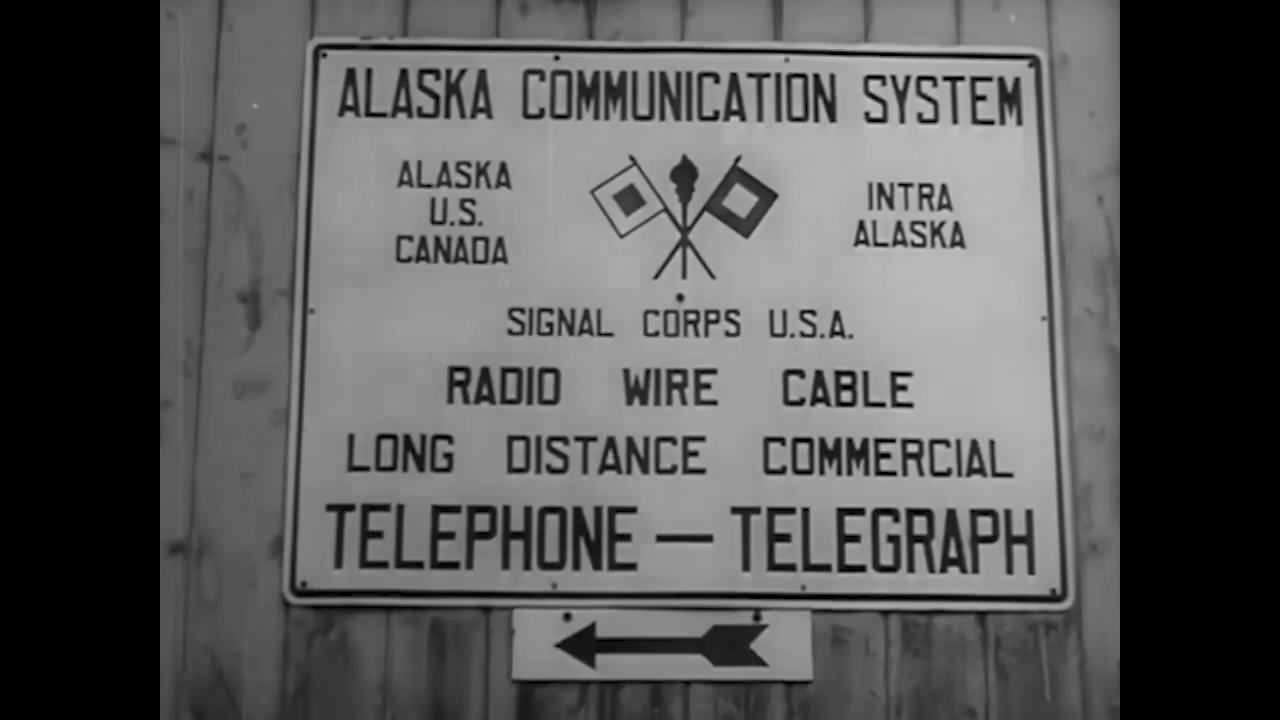 ALASKA COMMUNICATION SYSTEM
ALASKA
U.S.
CANADA
INTRA
ALASKA
SIGNAL CORPS U.S.A.
RADIO WIRE CABLE
LONG DISTANCE COMMERCIAL
TELEPHONE — TELEGRAPH